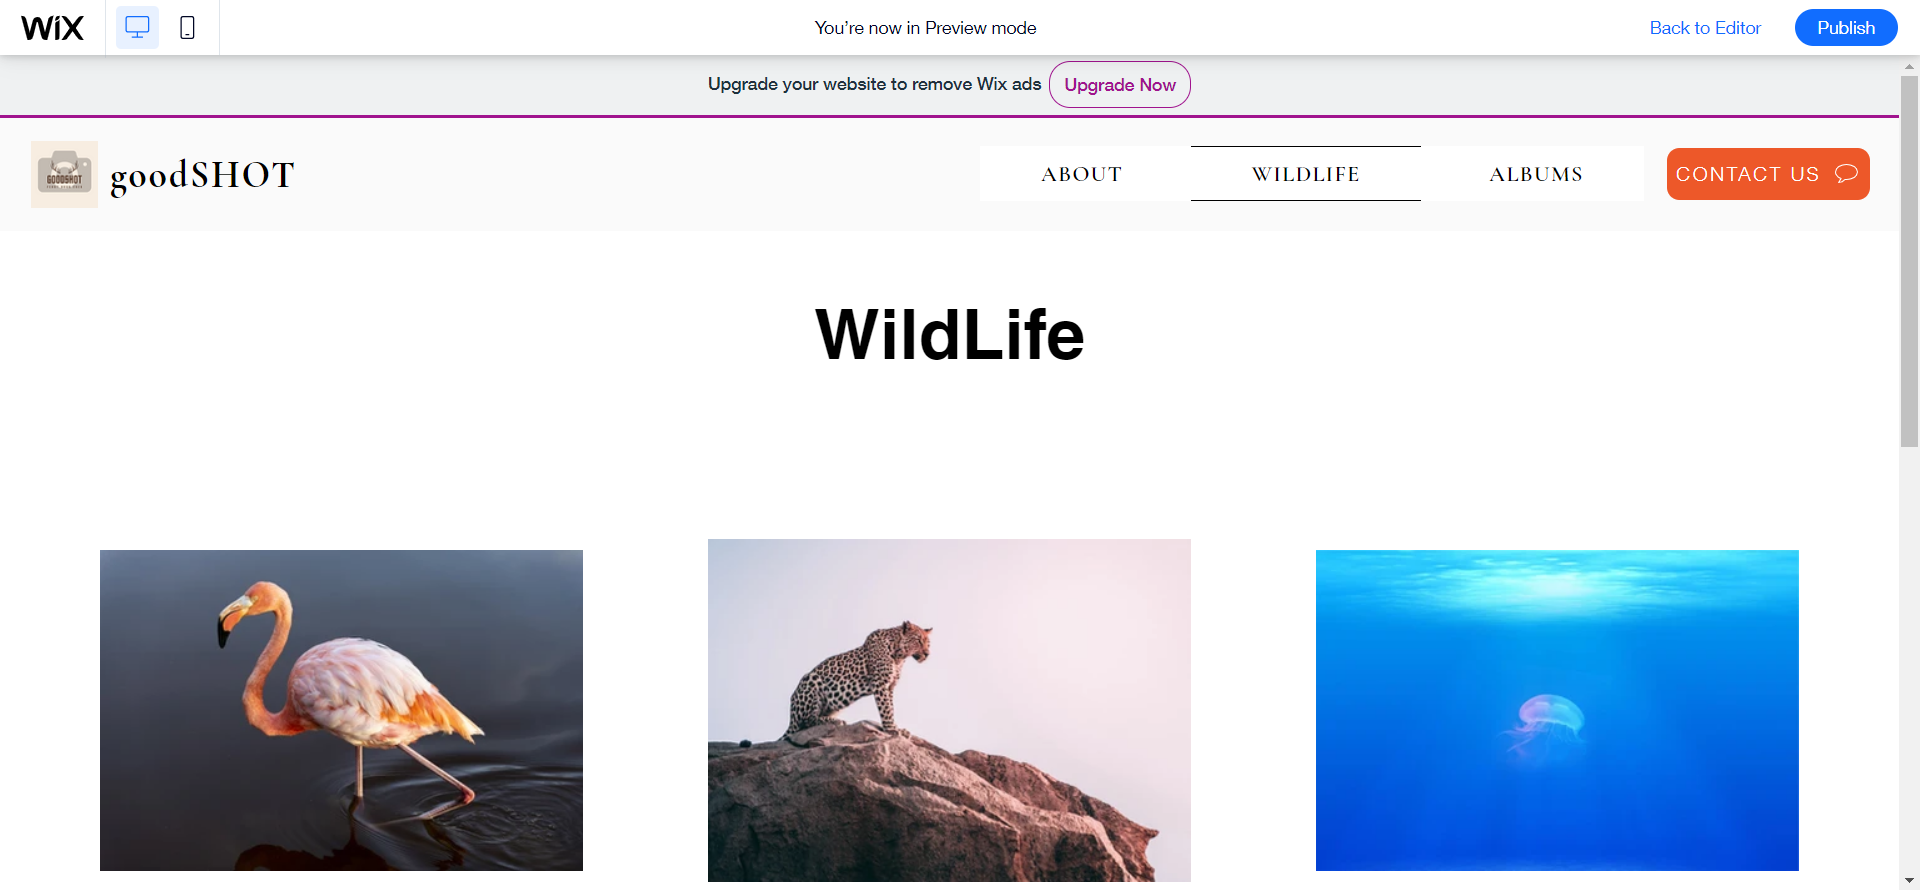 WiX
You're now in Preview mode
Back to Editor
Publish
Upgrade your website to remove Wix ads
Upgrade Now
GOODSHOT
goodSHOT
ABOUT
WILDLIFE
ALBUMS
CONTACT US
WildLife